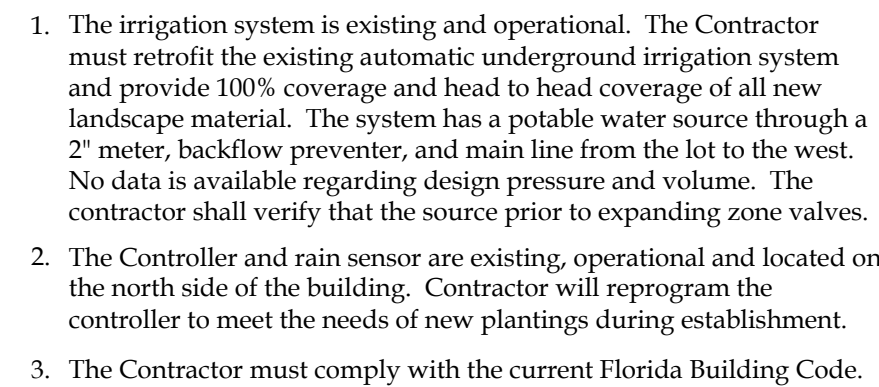 1. The irrigation system is existing and operational. The Contractor
must retrofit the existing automatic underground irrigation system
and provide 100% coverage and head to head coverage of all new
landscape material. The system has a potable water source through a
2" meter, backflow preventer, and main line from the lot to the west.
No data is available regarding design pressure and volume. The
contractor shall verify that the source prior to expanding zone valves.
2. The Controller and rain sensor are existing, operational and located on
the north side of the building. Contractor will reprogram the
controller to meet the needs of new plantings during establishment.
3. The Contractor must comply with the current Florida Building Code.